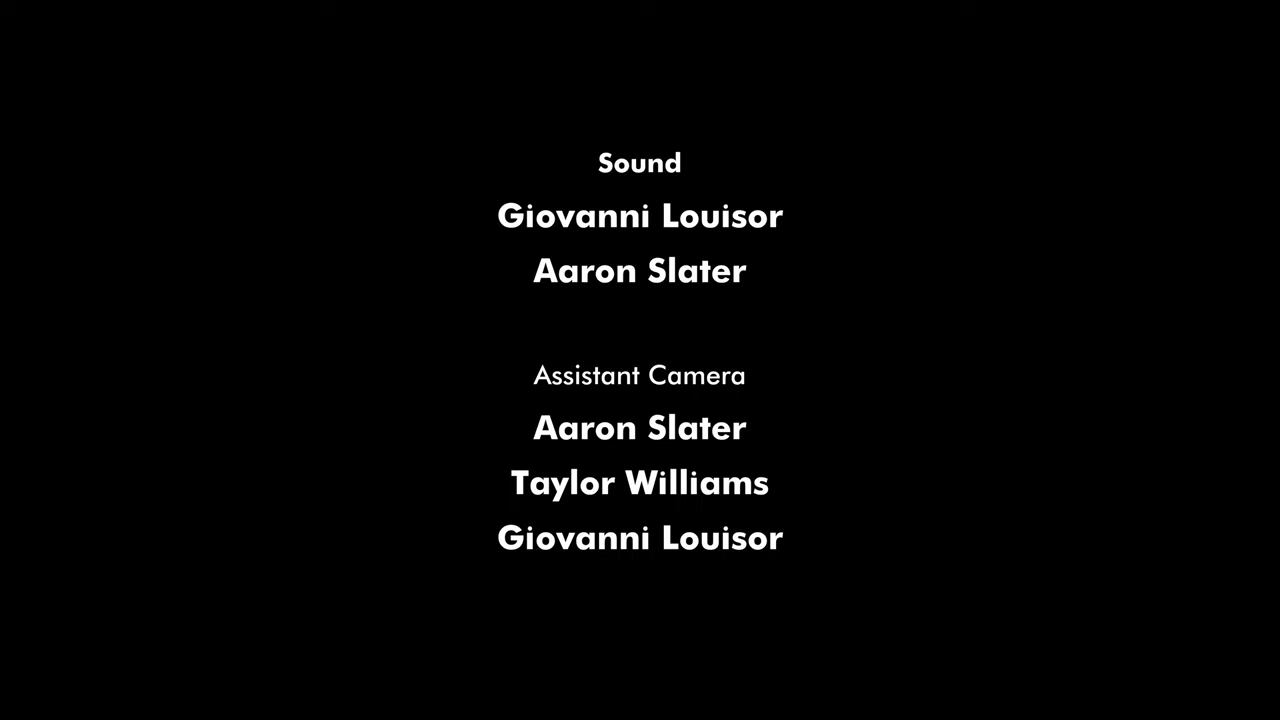 Sound
Giovanni Louisor
Aaron Slater
Assistant Camera
Aaron Slater
Taylor Williams
Giovanni Louisor